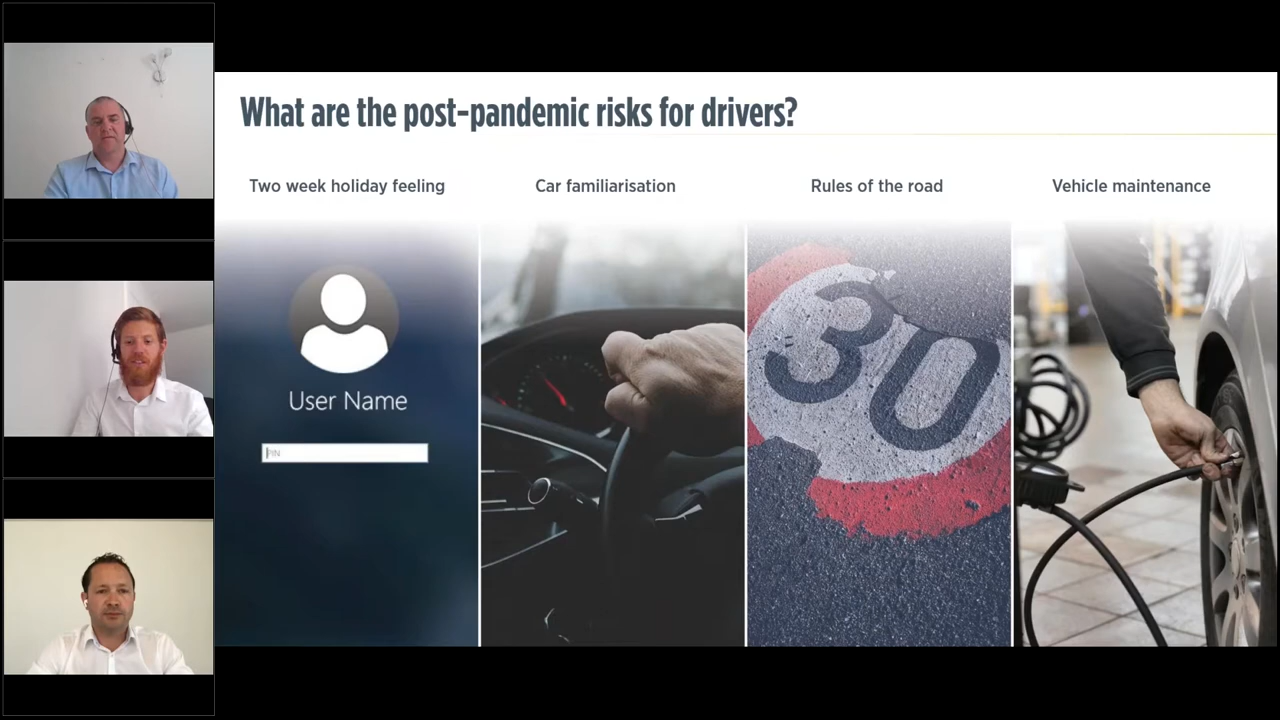 What are the post-pandemic risks for drivers?
Two week holiday feeling
Car familiarisation
Rules of the road
Vehicle maintenance
User Name
PIN
30